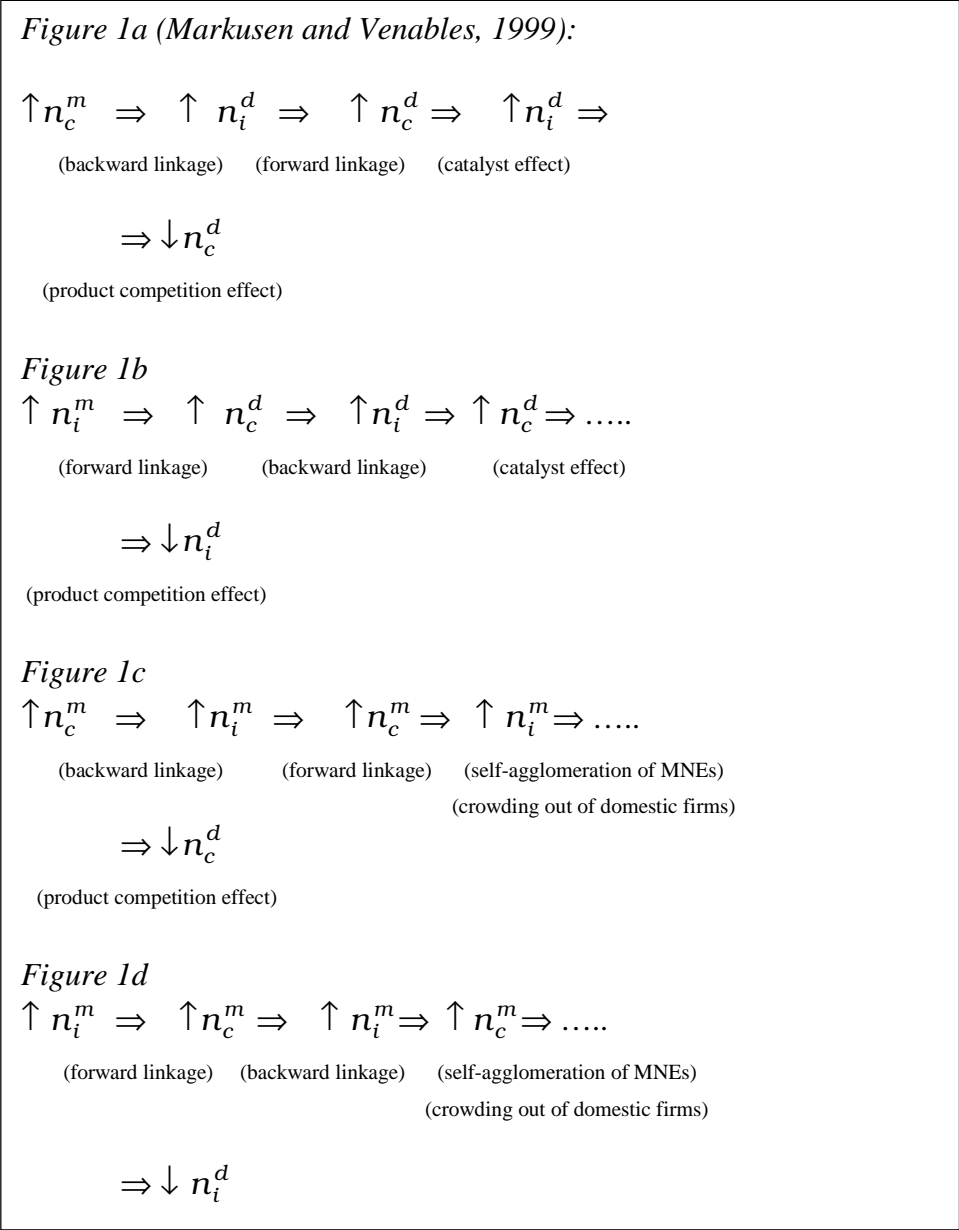 Figure 1a (Markusen and Venables, 1999):
↑n_c^m ⇒ ↑ n_i^d ⇒ ↑ n_c^d ⇒ ↑n_i^d ⇒
(backward linkage) (forward linkage) (catalyst effect)
⇒ ↓n_c^d
(product competition effect)
Figure 1b
↑ n_i^m ⇒ ↑ n_c^d ⇒ ↑n_i^d ⇒ ↑ n_c^d ⇒ .....
(forward linkage) (backward linkage) (catalyst effect)
⇒ ↓n_i^d
(product competition effect)
Figure 1c
↑n_c^m ⇒ ↑n_i^m ⇒ ↑n_c^m ⇒ ↑ n_i^m ⇒ .....
(backward linkage) (forward linkage) (self-agglomeration of MNEs)
(crowding out of domestic firms)
⇒ ↓n_c^d
(product competition effect)
Figure 1d
↑ n_i^m ⇒ ↑n_c^m ⇒ ↑ n_i^m ⇒ ↑ n_c^m ⇒ .....
(forward linkage) (backward linkage) (self-agglomeration of MNEs)
(crowding out of domestic firms)
⇒ ↓ n_i^d